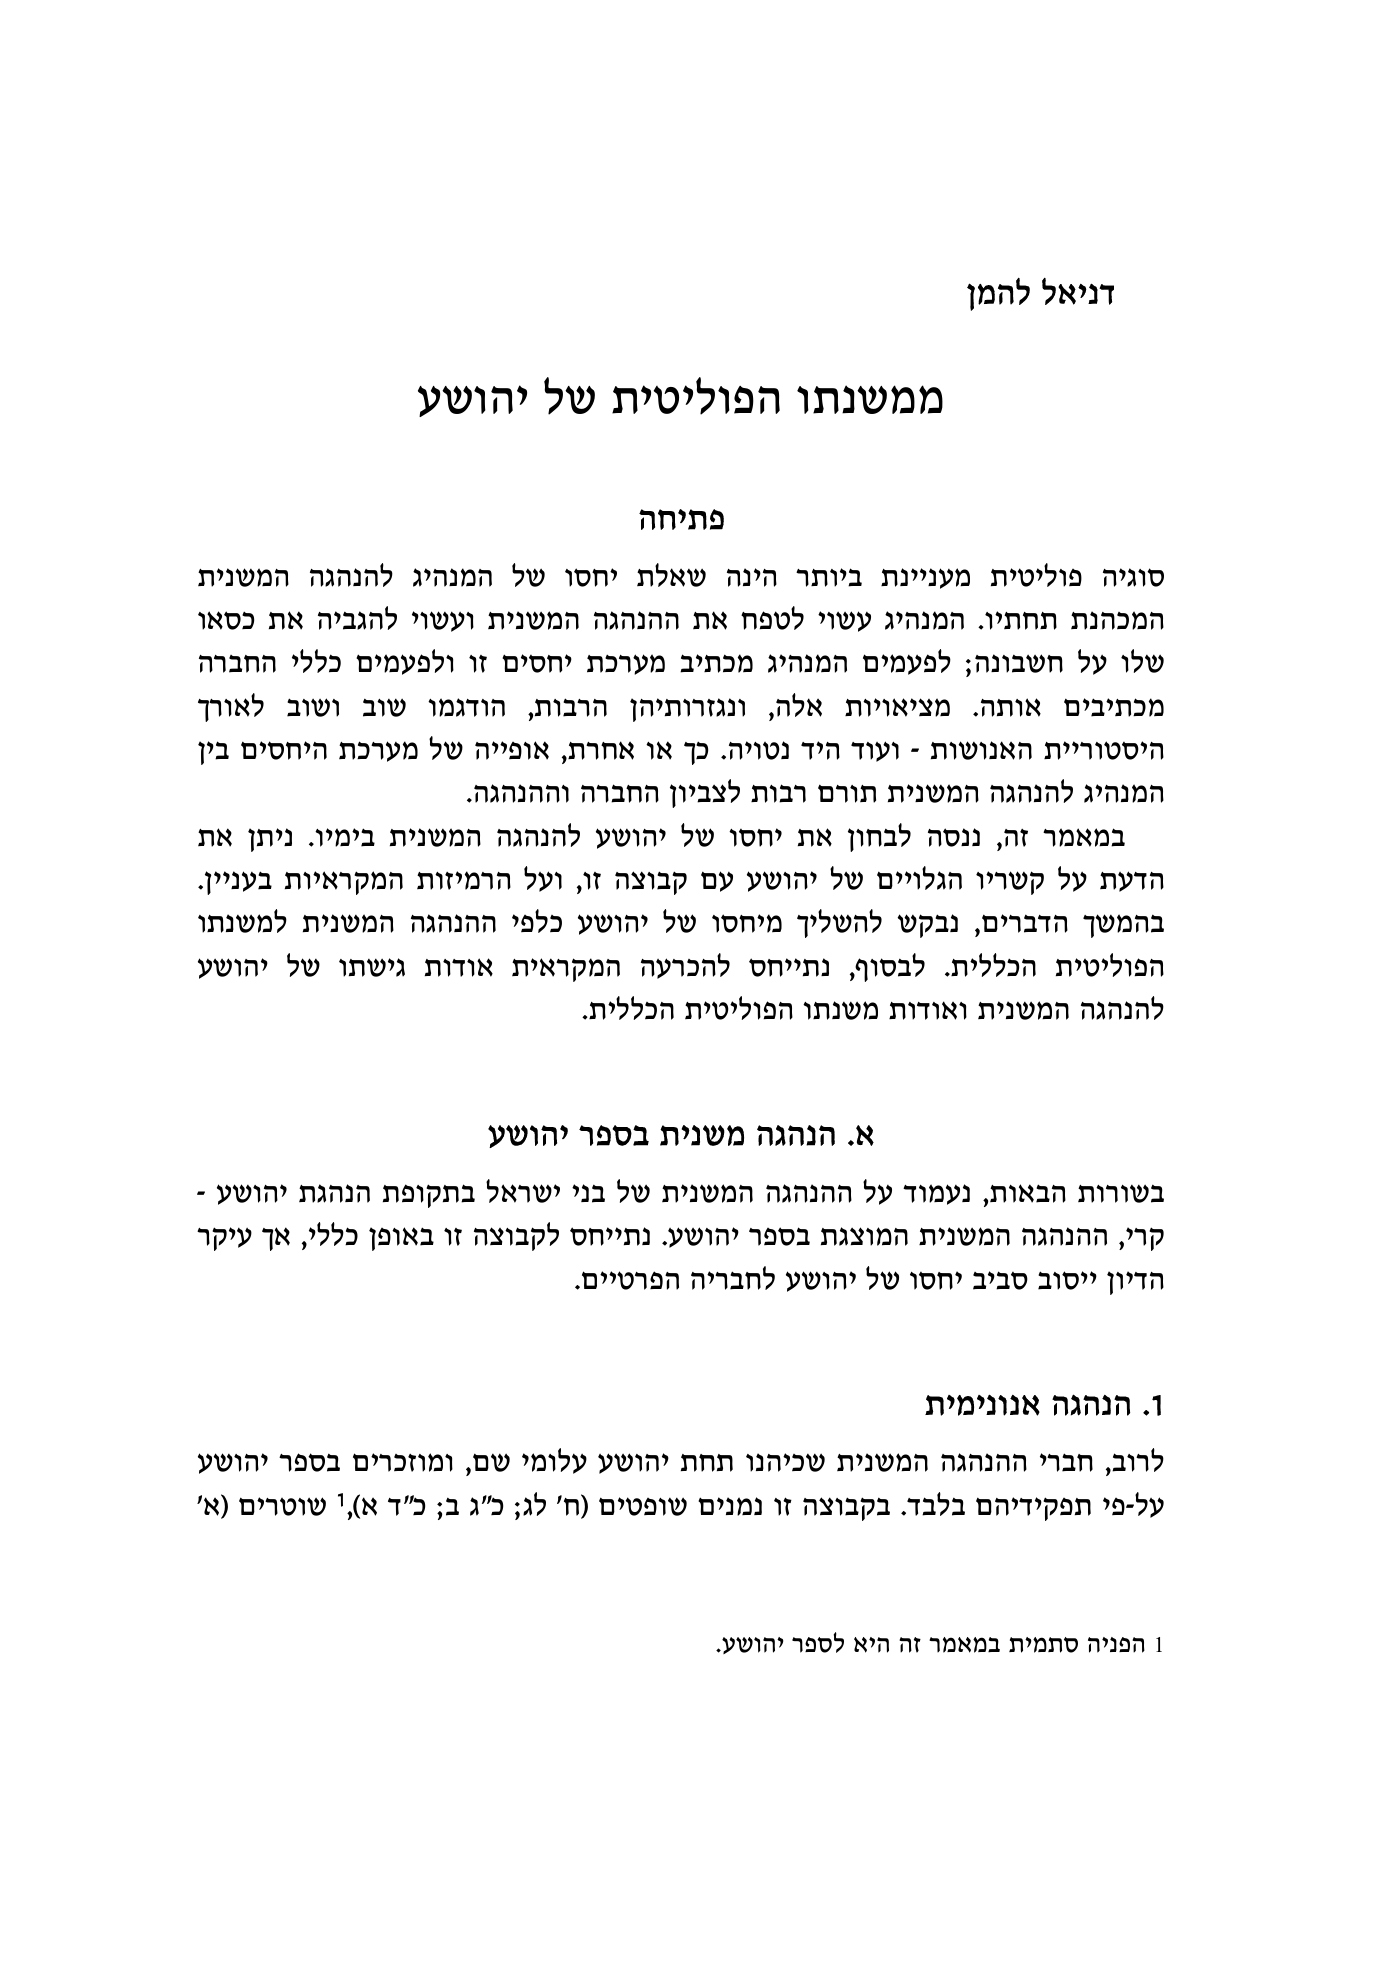 דניאל להמן
ממשנתו הפוליטית של יהושע
פתיחה
סוגיה פוליטית מעניינת ביותר הינה שאלת יחסו של המנהיג להנהגה המשנית
המכהנת תחתיו. המנהיג עשוי לטפח את ההנהגה המשנית ועשוי להגביה את כסאו
שלו על חשבונה; לפעמים המנהיג מכתיב מערכת יחסים זו ולפעמים כללי החברה
מכתיבים אותה. מציאויות אלה, ונגזרותיהן הרבות, הודגמו שוב ושוב לאורך
היסטוריית האנושות - ועוד היד נטויה. כך או אחרת, אופייה של מערכת היחסים בין
המנהיג להנהגה המשנית תורם רבות לצביון החברה וההנהגה.
במאמר זה, ננסה לבחון את יחסו של יהושע להנהגה המשנית בימיו. ניתן את
הדעת על קשריו הגלויים של יהושע עם קבוצה זו, ועל הרמיזות המקראיות בעניין.
בהמשך הדברים, נבקש להשליך מיחסו של יהושע כלפי ההנהגה המשנית למשנתו
הפוליטית הכללית. לבסוף, נתייחס להכרעה המקראית אודות גישתו של יהושע
להנהגה המשנית ואודות משנתו הפוליטית הכללית.
א. הנהגה משנית בספר יהושע
בשורות הבאות, נעמוד על ההנהגה המשנית של בני ישראל בתקופת הנהגת יהושע -
קרי, ההנהגה המשנית המוצגת בספר יהושע. נתייחס לקבוצה זו באופן כללי, אך עיקר
הדיון ייסוב סביב יחסו של יהושע לחבריה הפרטיים.
1. הנהגה אנונימית
לרוב, חברי ההנהגה המשנית שכיהנו תחת יהושע עלומי שם, ומוזכרים בספר יהושע
על-פי תפקידיהם בלבד. בקבוצה זו נמנים שופטים (ח' לג; כ"ג ב; כ"ד א),1 שוטרים (א'
1 הפניה סתמית במאמר זה היא לספר יהושע.